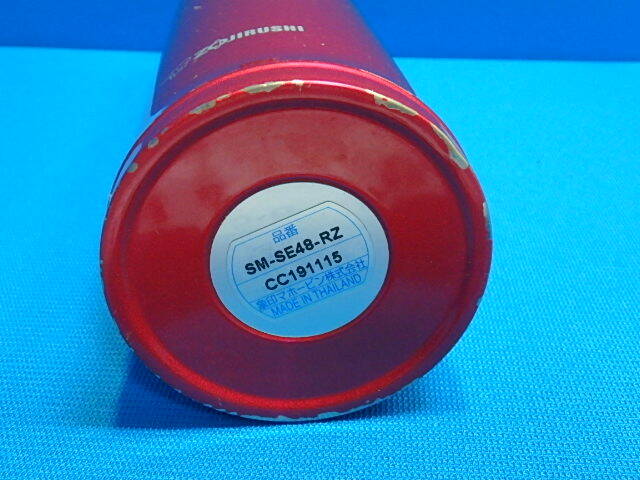 ZOJIRUSHI
品番
SM-SE48-RZ
CC191115
象印マホービン株式会社
MADE IN THAILAND